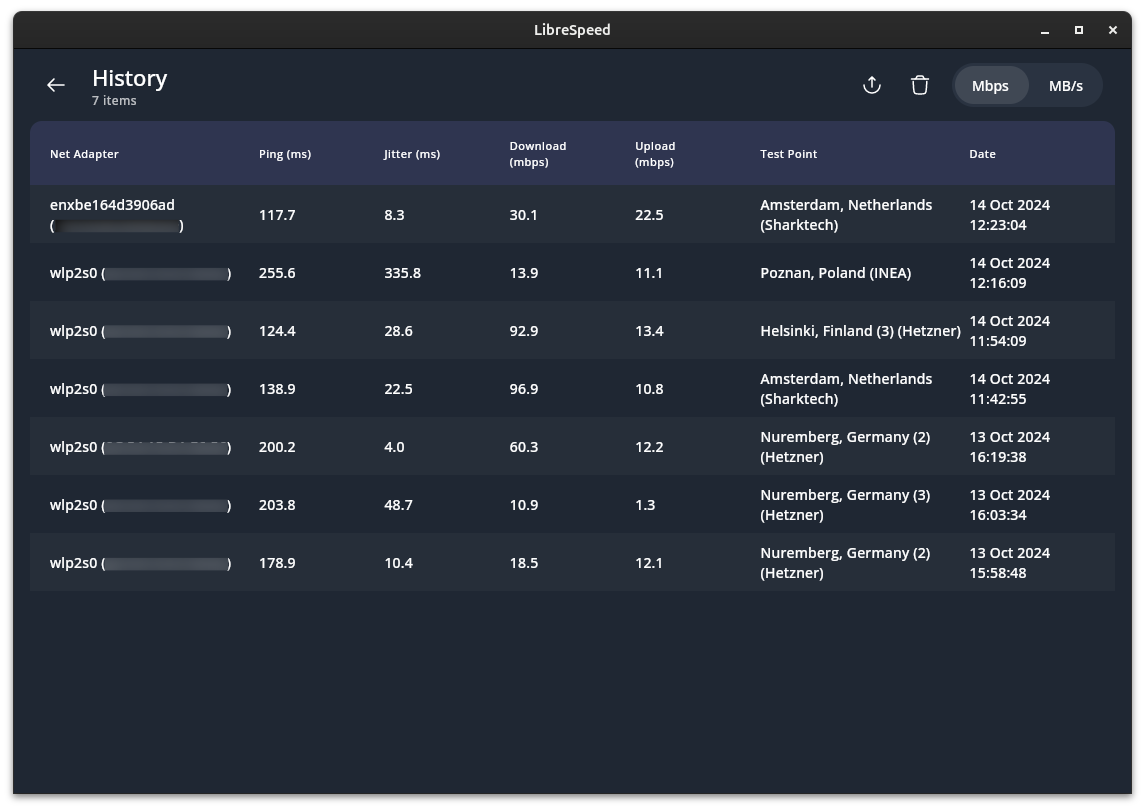 LibreSpeed
History
7 items
Mbps
MB/s
Net Adapter
Ping (ms)
Jitter (ms)
Download
(mbps)
Upload
(mbps)
Test Point
Date
enxbe164d3906ad
( )
117.7
8.3
30.1
22.5
Amsterdam, Netherlands
(Sharktech)
14 Oct 2024
12:23:04
wlp2s0 ( )
255.6
335.8
13.9
11.1
Poznan, Poland (INEA)
14 Oct 2024
12:16:09
wlp2s0 ( )
124.4
28.6
92.9
13.4
Helsinki, Finland (3) (Hetzner)
14 Oct 2024
11:54:09
wlp2s0 ( )
138.9
22.5
96.9
10.8
Amsterdam, Netherlands
(Sharktech)
14 Oct 2024
11:42:55
wlp2s0 ( )
200.2
4.0
60.3
12.2
Nuremberg, Germany (2)
(Hetzner)
13 Oct 2024
16:19:38
wlp2s0 ( )
203.8
48.7
10.9
1.3
Nuremberg, Germany (3)
(Hetzner)
13 Oct 2024
16:03:34
wlp2s0 ( )
178.9
10.4
18.5
12.1
Nuremberg, Germany (2)
(Hetzner)
13 Oct 2024
15:58:48